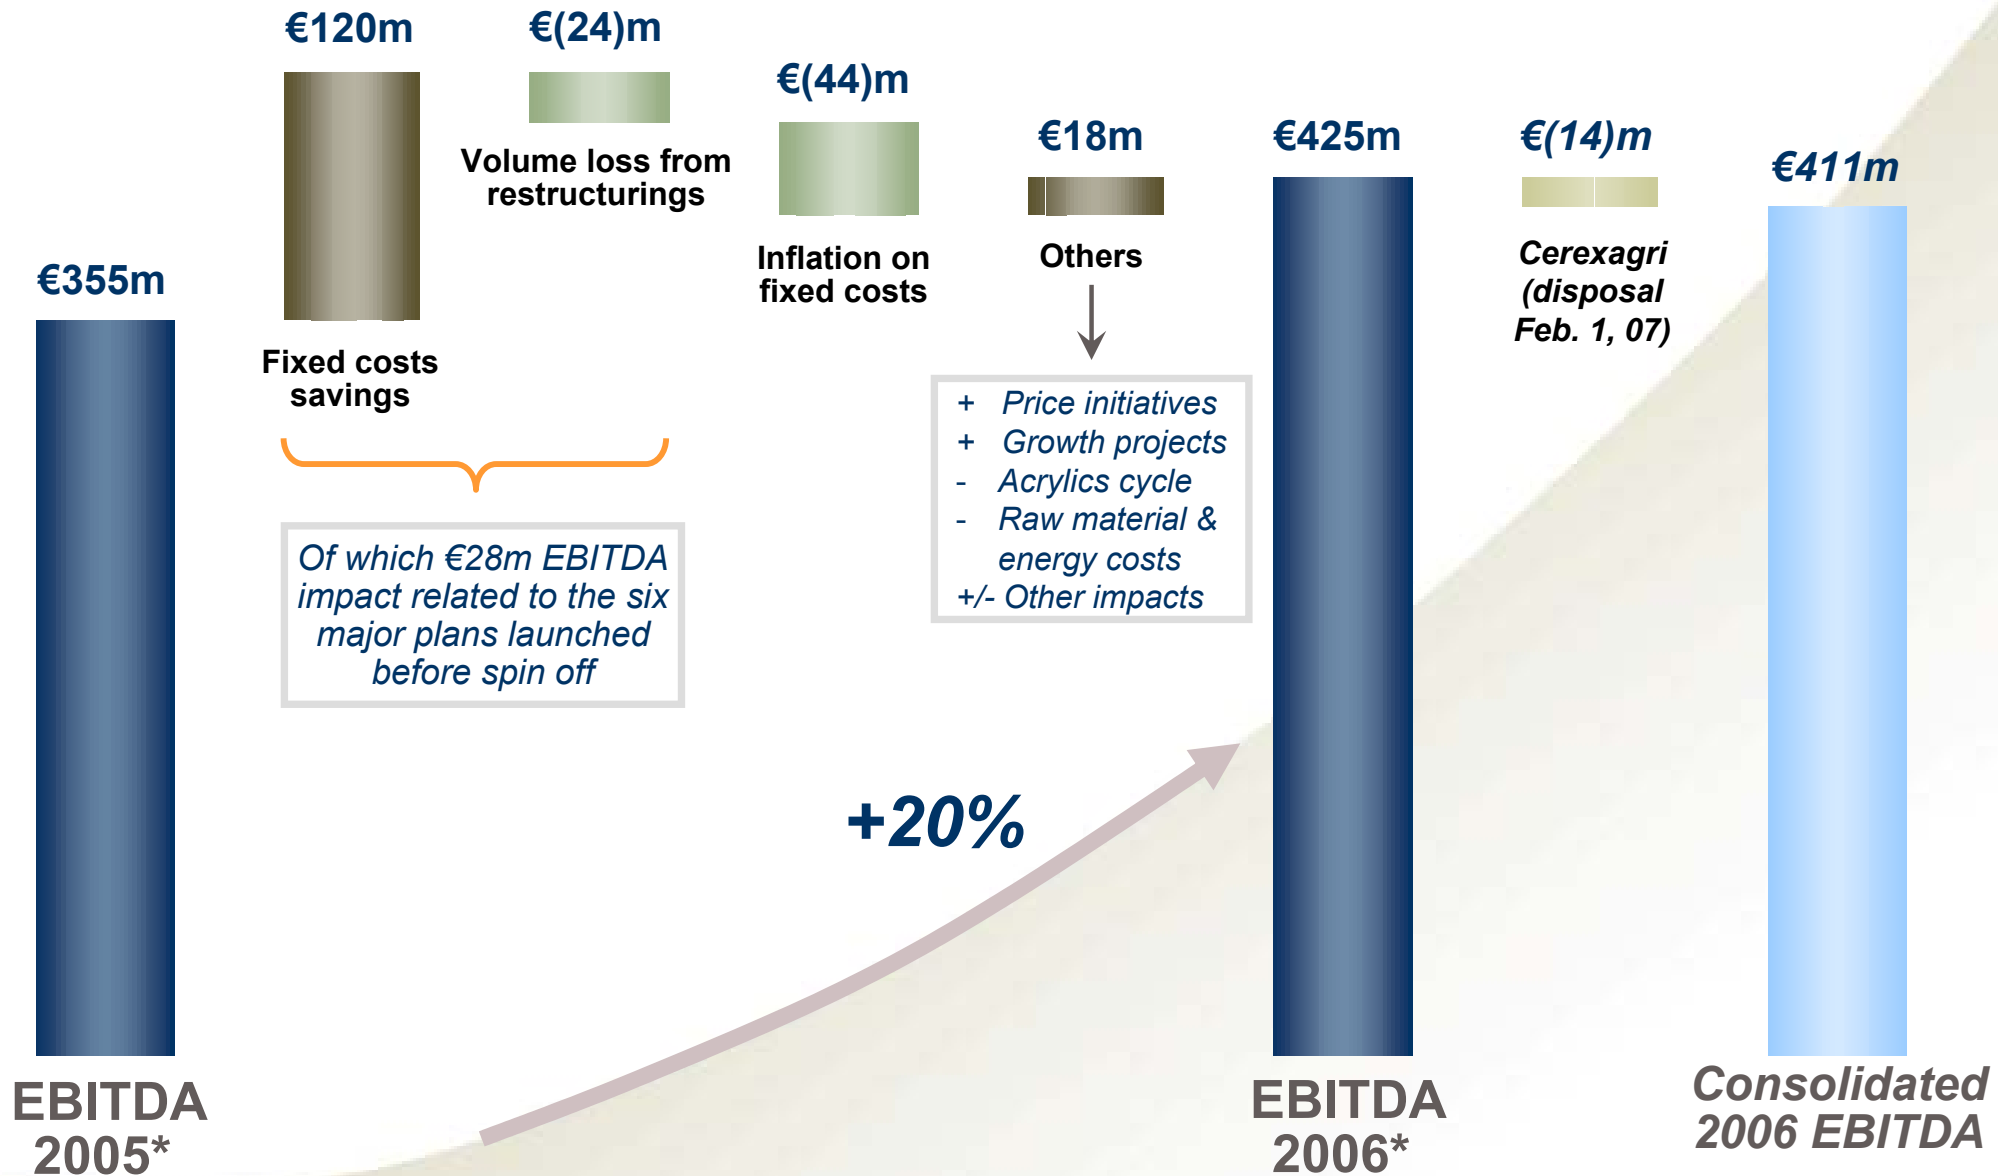 €120m
€(24)m
€(44)m
€18m
€425m
€(14)m
€411m
€355m
Volume loss from
restructurings
Inflation on
fixed costs
Others
Cerexagri
(disposal
Feb. 1, 07)
Fixed costs
savings
+ Price initiatives
+ Growth projects
- Acrylics cycle
- Raw material &
energy costs
+/- Other impacts
Of which €28m EBITDA
impact related to the six
major plans launched
before spin off
+20%
EBITDA
2005*
EBITDA
2006*
Consolidated
2006 EBITDA